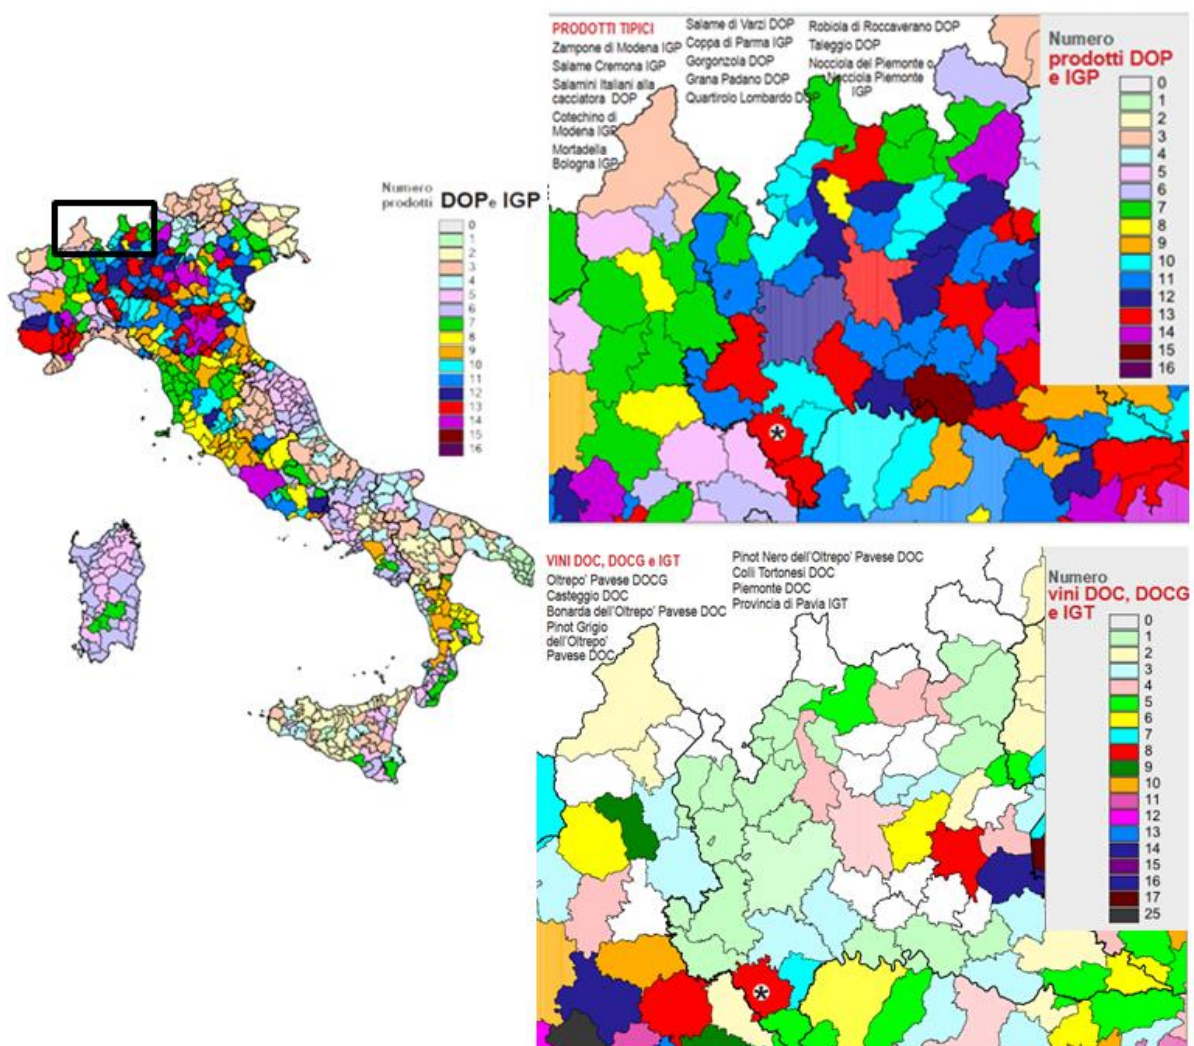 Numero
prodotti DOP e IGP
0
1
2
3
4
5
6
7
8
9
10
11
12
13
14
15
16
PRODOTTI TIPICI
Zampone di Modena IGP
Salame Cremona IGP
Salamini Italiani alla
cacciatora DOP
Cotechino di
Modena IGP
Mortadella
Bologna IGP
Salame di Varzi DOP
Coppa di Parma IGP
Gorgonzola DOP
Grana Padano DOP
Quartirolo Lombardo DOP
Robiola di Roccaverano DOP
Taleggio DOP
Nocciola del Piemonte o
Nocciola Piemonte
IGP
Numero
prodotti DOP
e IGP
0
1
2
3
4
5
6
7
8
9
10
11
12
13
14
15
16
*
VINI DOC, DOCG e IGT
Oltrepo' Pavese DOCG
Casteggio DOC
Bonarda dell'Oltrepo' Pavese DOC
Pinot Grigio
dell'Oltrepo'
Pavese DOC
Pinot Nero dell'Oltrepo' Pavese DOC
Colli Tortonesi DOC
Piemonte DOC
Provincia di Pavia IGT
Numero
vini DOC, DOCG
e IGT
0
1
2
3
4
5
6
7
8
9
10
11
12
13
14
15
16
17
25
*